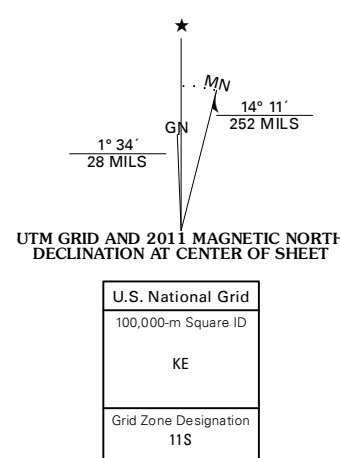 ★
MN
GN
14° 11´
252 MILS
1° 34´
28 MILS
UTM GRID AND 2011 MAGNETIC NORTH
DECLINATION AT CENTER OF SHEET
U.S. National Grid
100,000-m Square ID
KE
Grid Zone Designation
11S